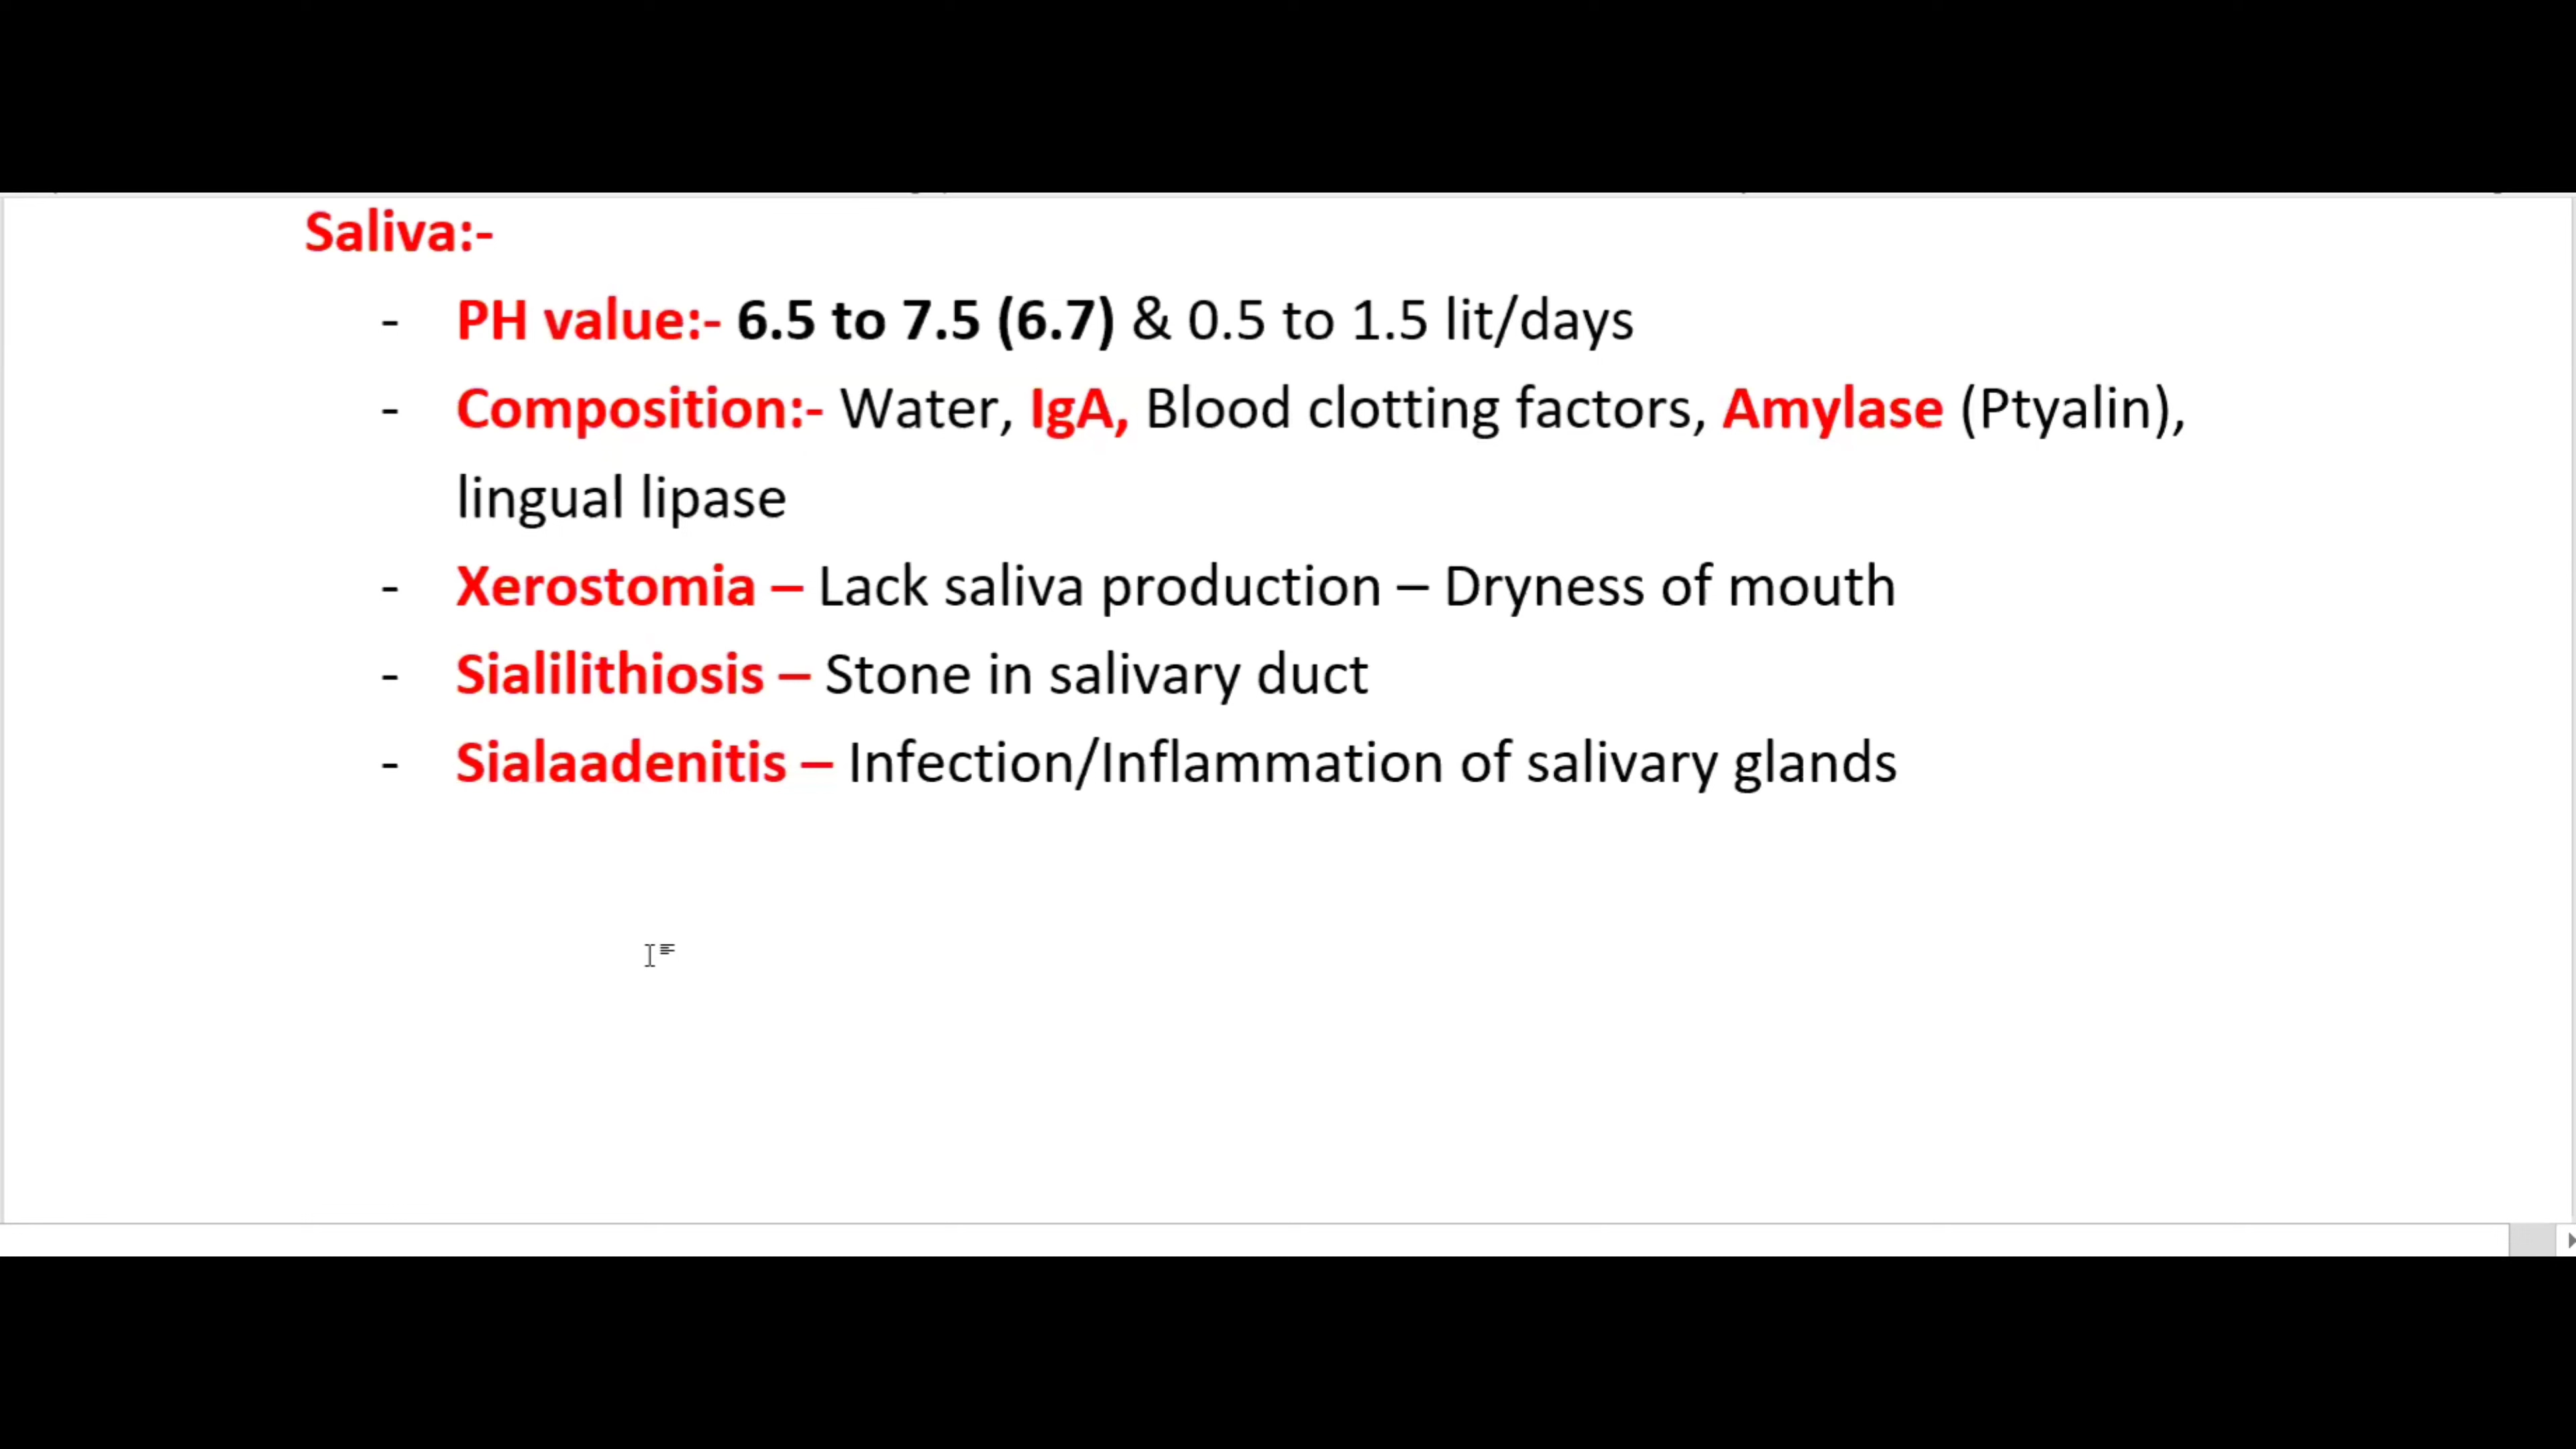 Saliva:-
- PH value:- 6.5 to 7.5 (6.7) & 0.5 to 1.5 lit/days
- Composition:- Water, IgA, Blood clotting factors, Amylase (Ptyalin),
lingual lipase
- Xerostomia – Lack saliva production – Dryness of mouth
- Sialilithiosis – Stone in salivary duct
- Sialaadenitis – Infection/Inflammation of salivary glands